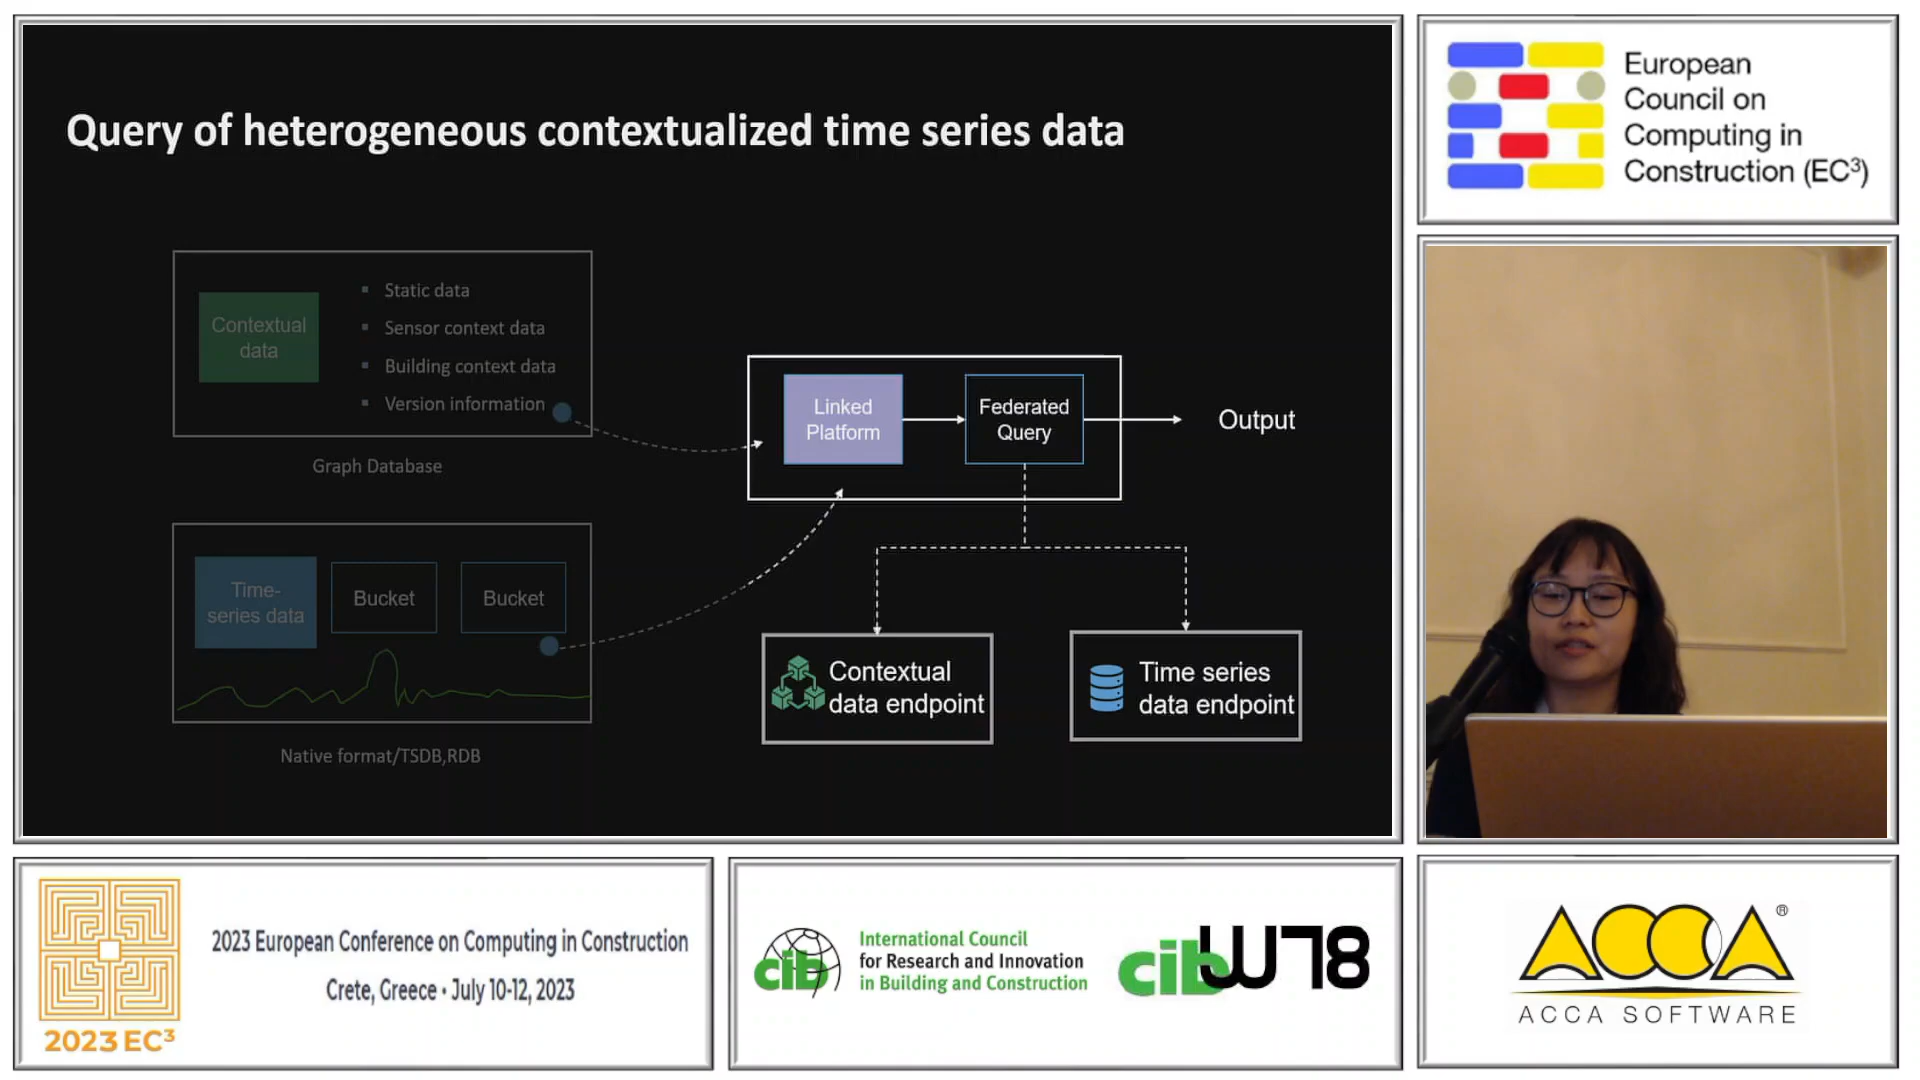 Query of heterogeneous contextualized time series data
Contextual
data
▪ Static data
▪ Sensor context data
▪ Building context data
▪ Version information
Graph Database
Time-
series data
Bucket
Bucket
Native format/TSDB,RDB
Linked
Platform
Federated
Query
Output
Contextual
data endpoint
Time series
data endpoint
European
Council on
Computing in
Construction (EC³)
2023 EC³
2023 European Conference on Computing in Construction
Crete, Greece • July 10-12, 2023
cib
International Council
for Research and Innovation
in Building and Construction
cib W78
ACCA ®
ACCA SOFTWARE